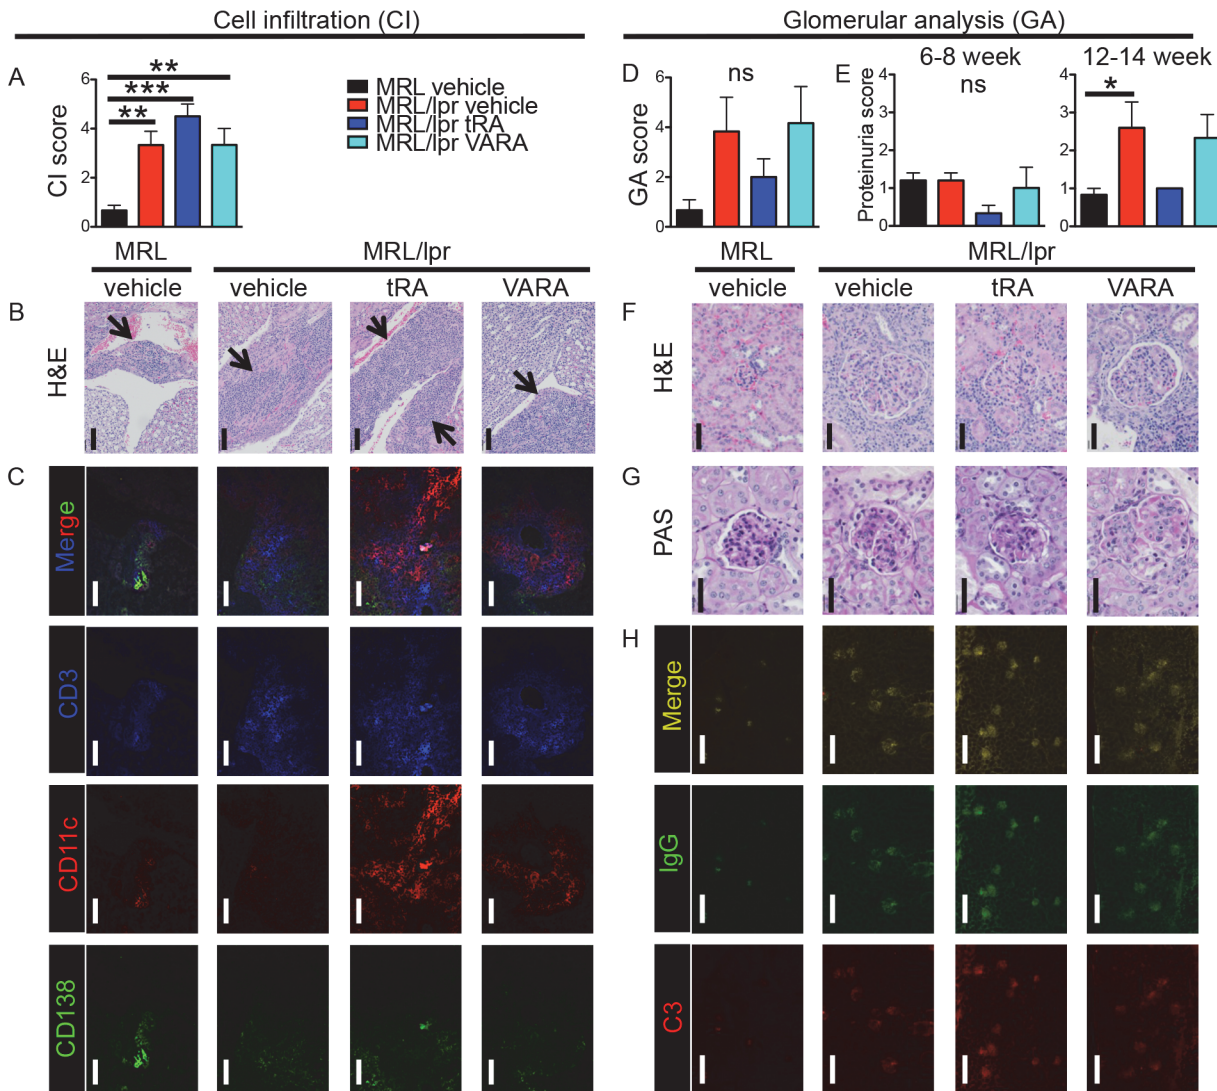 Cell infiltration (CI)
Glomerular analysis (GA)
A
CI score
6
4
2
0
**
***
**
MRL vehicle
MRL/lpr vehicle
MRL/lpr tRA
MRL/lpr VARA
D
GA score
6
4
2
0
ns
E
Proteinuria score
6-8 week
ns
4
3
2
1
0
12-14 week
*
4
3
2
1
0
MRL
MRL/lpr
vehicle
vehicle
tRA
VARA
B
H&E
C
Merge
CD3
CD11c
CD138
MRL
MRL/lpr
vehicle
vehicle
tRA
VARA
F
H&E
G
PAS
H
Merge
IgG
C3